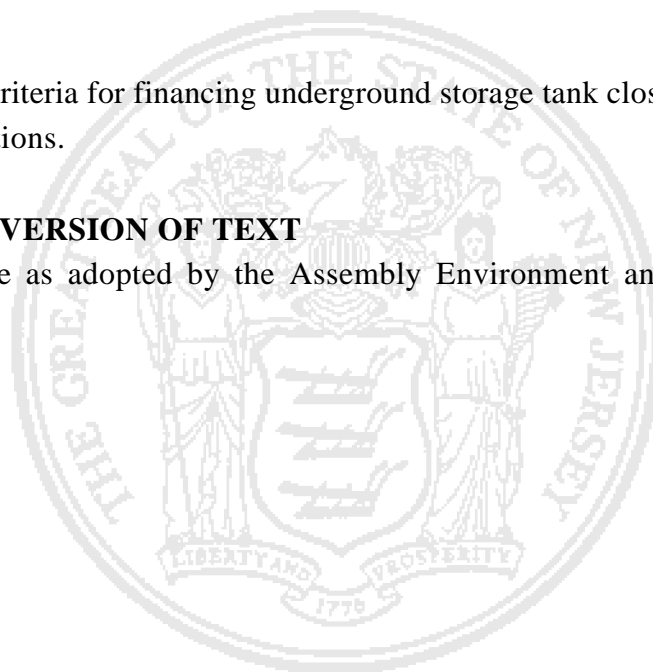 riteria for financing underground storage tank clos
tions.
VERSION OF TEXT
e as adopted by the Assembly Environment an
THE GREAT SEAL OF THE STATE OF NEW JERSEY
LIBERTY AND PROSPERITY
1776